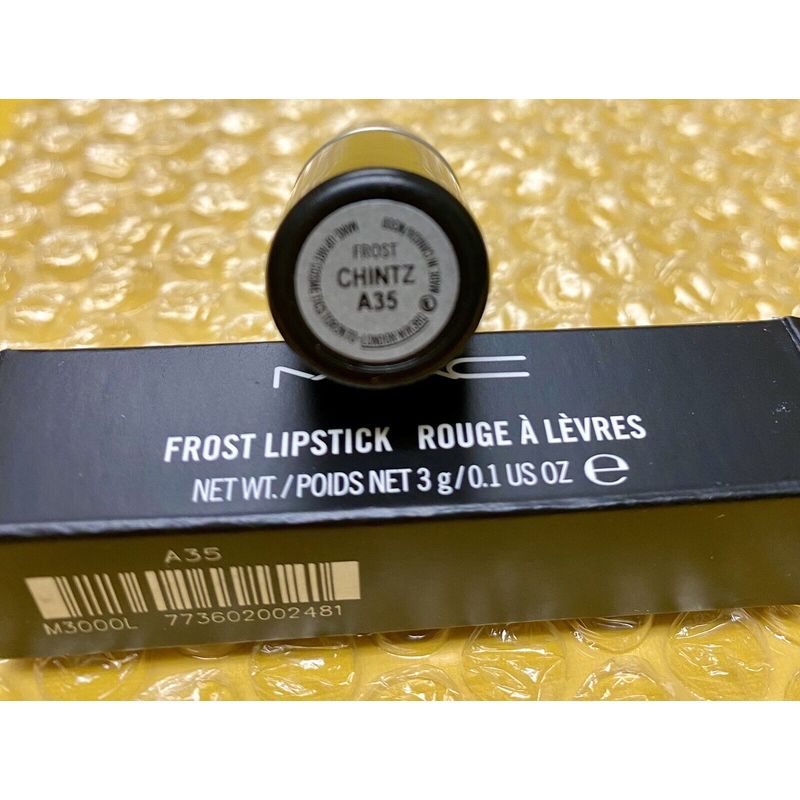 FROST
CHINTZ
A35
MAC
FROST LIPSTICK ROUGE À LÈVRES
NET WT./POIDS NET 3 g/0.1 US OZ ℮
A35
M3000L 773602002481